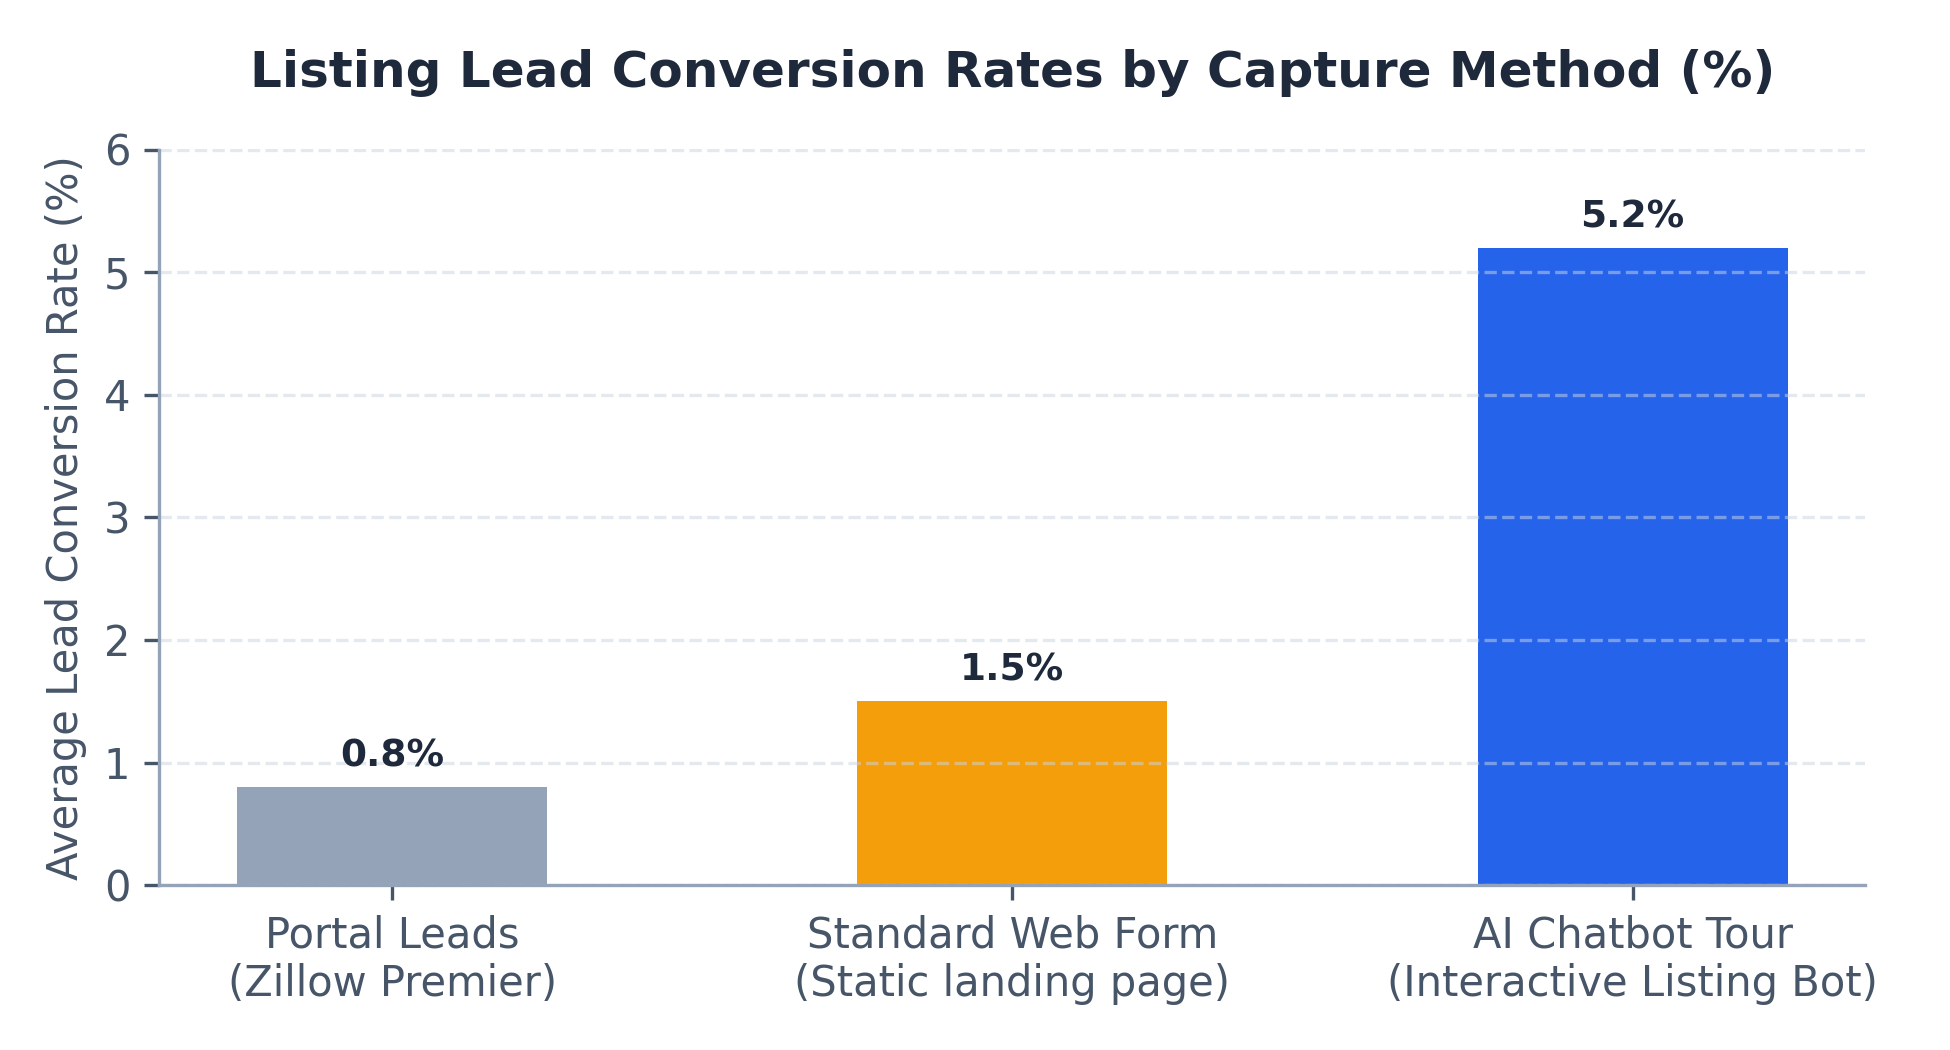 Listing Lead Conversion Rates by Capture Method (%)
Average Lead Conversion Rate (%)
6
5
4
3
2
1
0
0.8%
1.5%
5.2%
Portal Leads
(Zillow Premier)
Standard Web Form
(Static landing page)
AI Chatbot Tour
(Interactive Listing Bot)